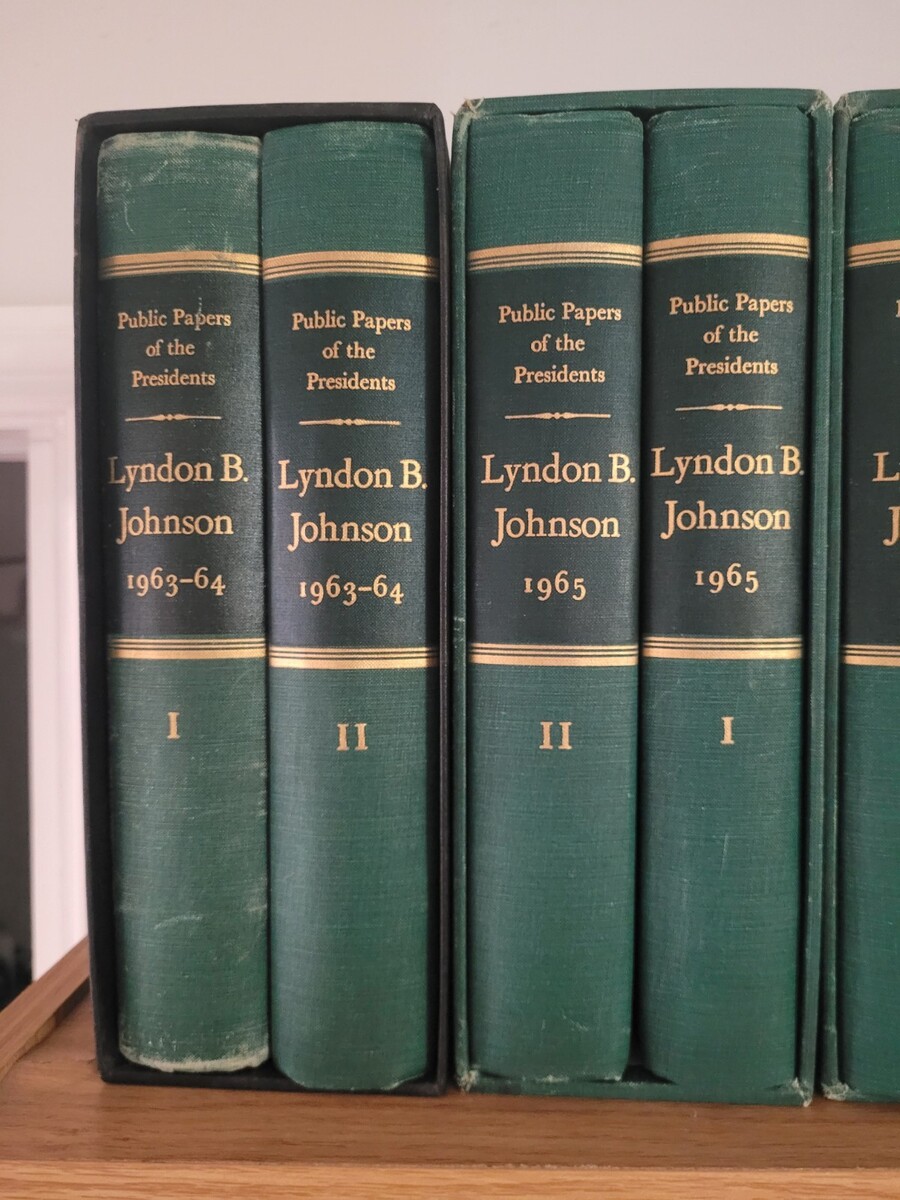 Public Papers
of the
Presidents
Lyndon B.
Johnson
1963-64
I
Public Papers
of the
Presidents
Lyndon B.
Johnson
1963-64
II
Public Papers
of the
Presidents
Lyndon B.
Johnson
1965
II
Public Papers
of the
Presidents
Lyndon B.
Johnson
1965
I